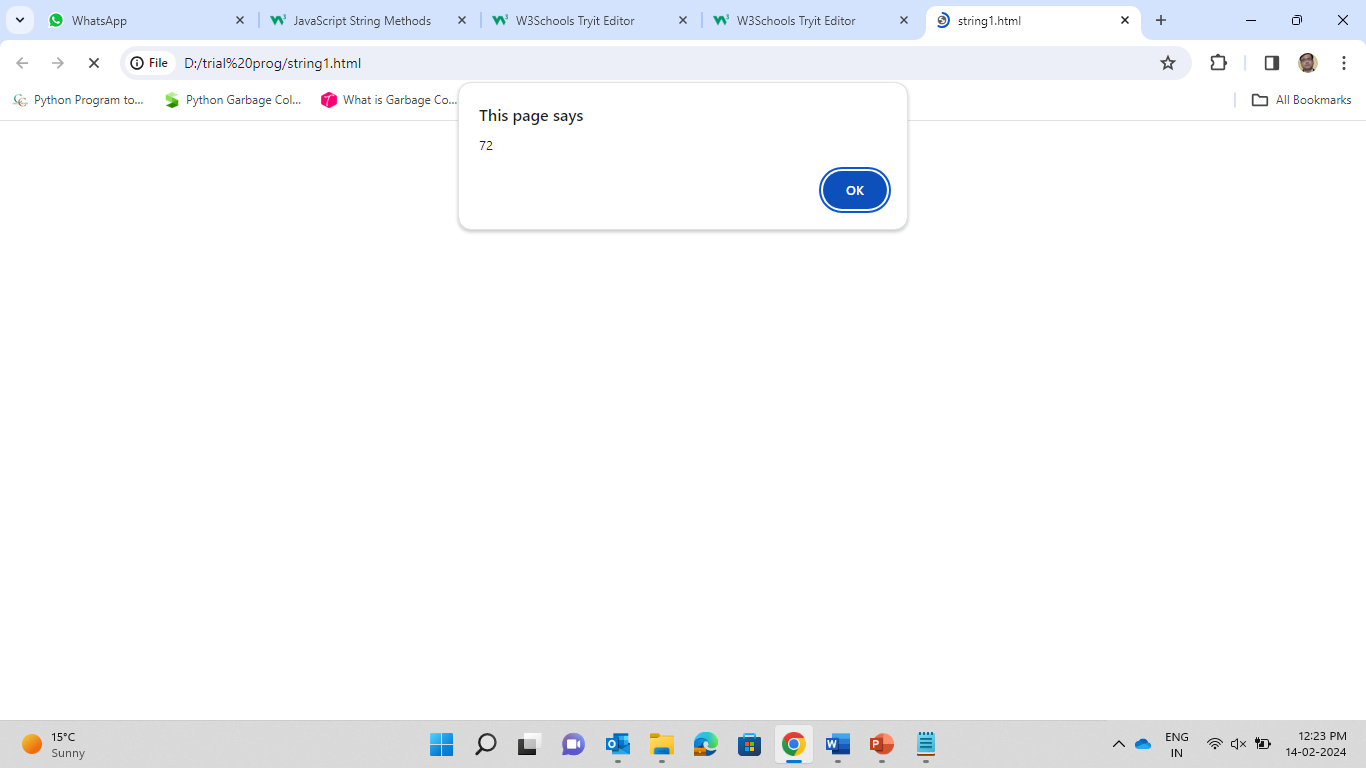 WhatsApp
JavaScript String Methods
W3Schools Tryit Editor
W3Schools Tryit Editor
string1.html
File
D:/trial%20prog/string1.html
Python Program to...
Python Garbage Col...
What is Garbage Co...
All Bookmarks
This page says
72
OK
15°C
Sunny
ENG
IN
12:23 PM
14-02-2024